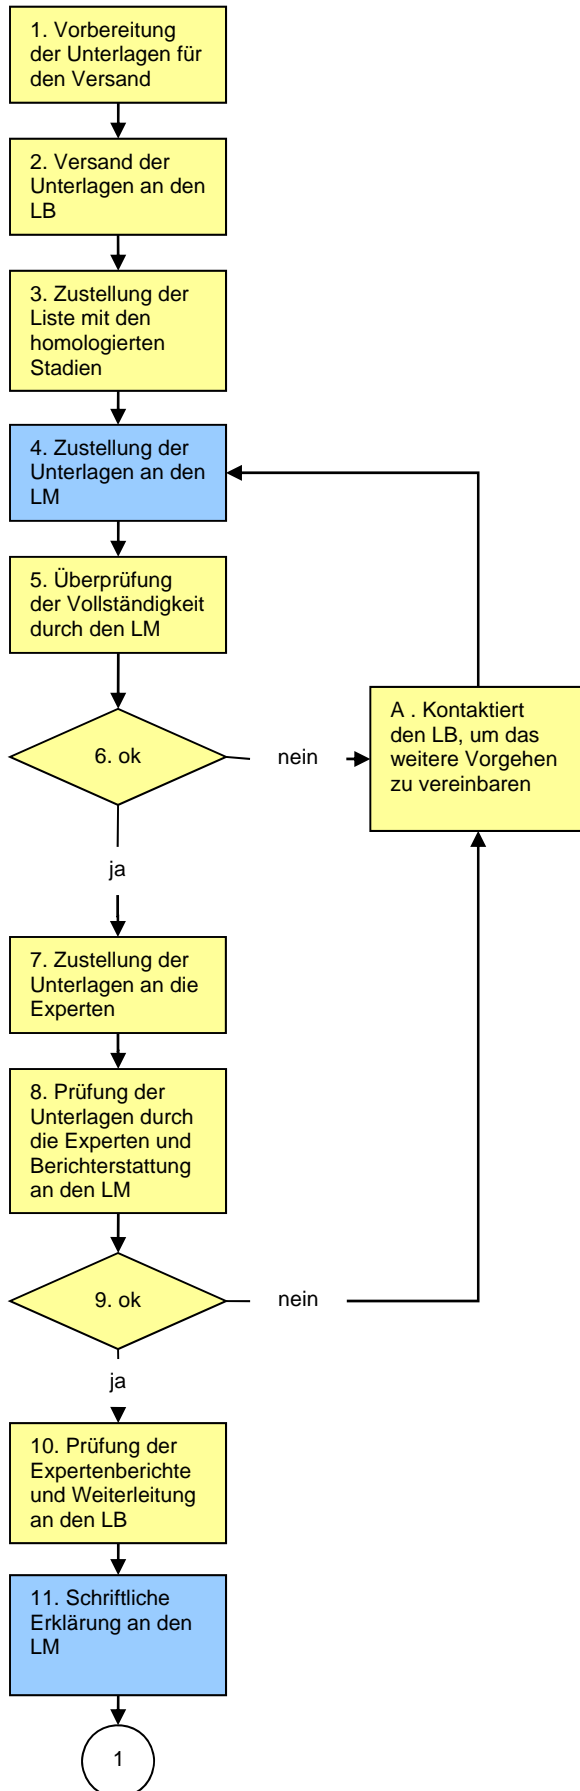 1. Vorbereitung
der Unterlagen für
den Versand
2. Versand der
Unterlagen an den
LB
3. Zustellung der
Liste mit den
homologierten
Stadien
4. Zustellung der
Unterlagen an den
LM
5. Überprüfung
der Vollständigkeit
durch den LM
6. ok
nein
A . Kontaktiert
den LB, um das
weitere Vorgehen
zu vereinbaren
ja
7. Zustellung der
Unterlagen an die
Experten
8. Prüfung der
Unterlagen durch
die Experten und
Berichterstattung
an den LM
9. ok
nein
ja
10. Prüfung der
Expertenberichte
und Weiterleitung
an den LB
11. Schriftliche
Erklärung an den
LM
1